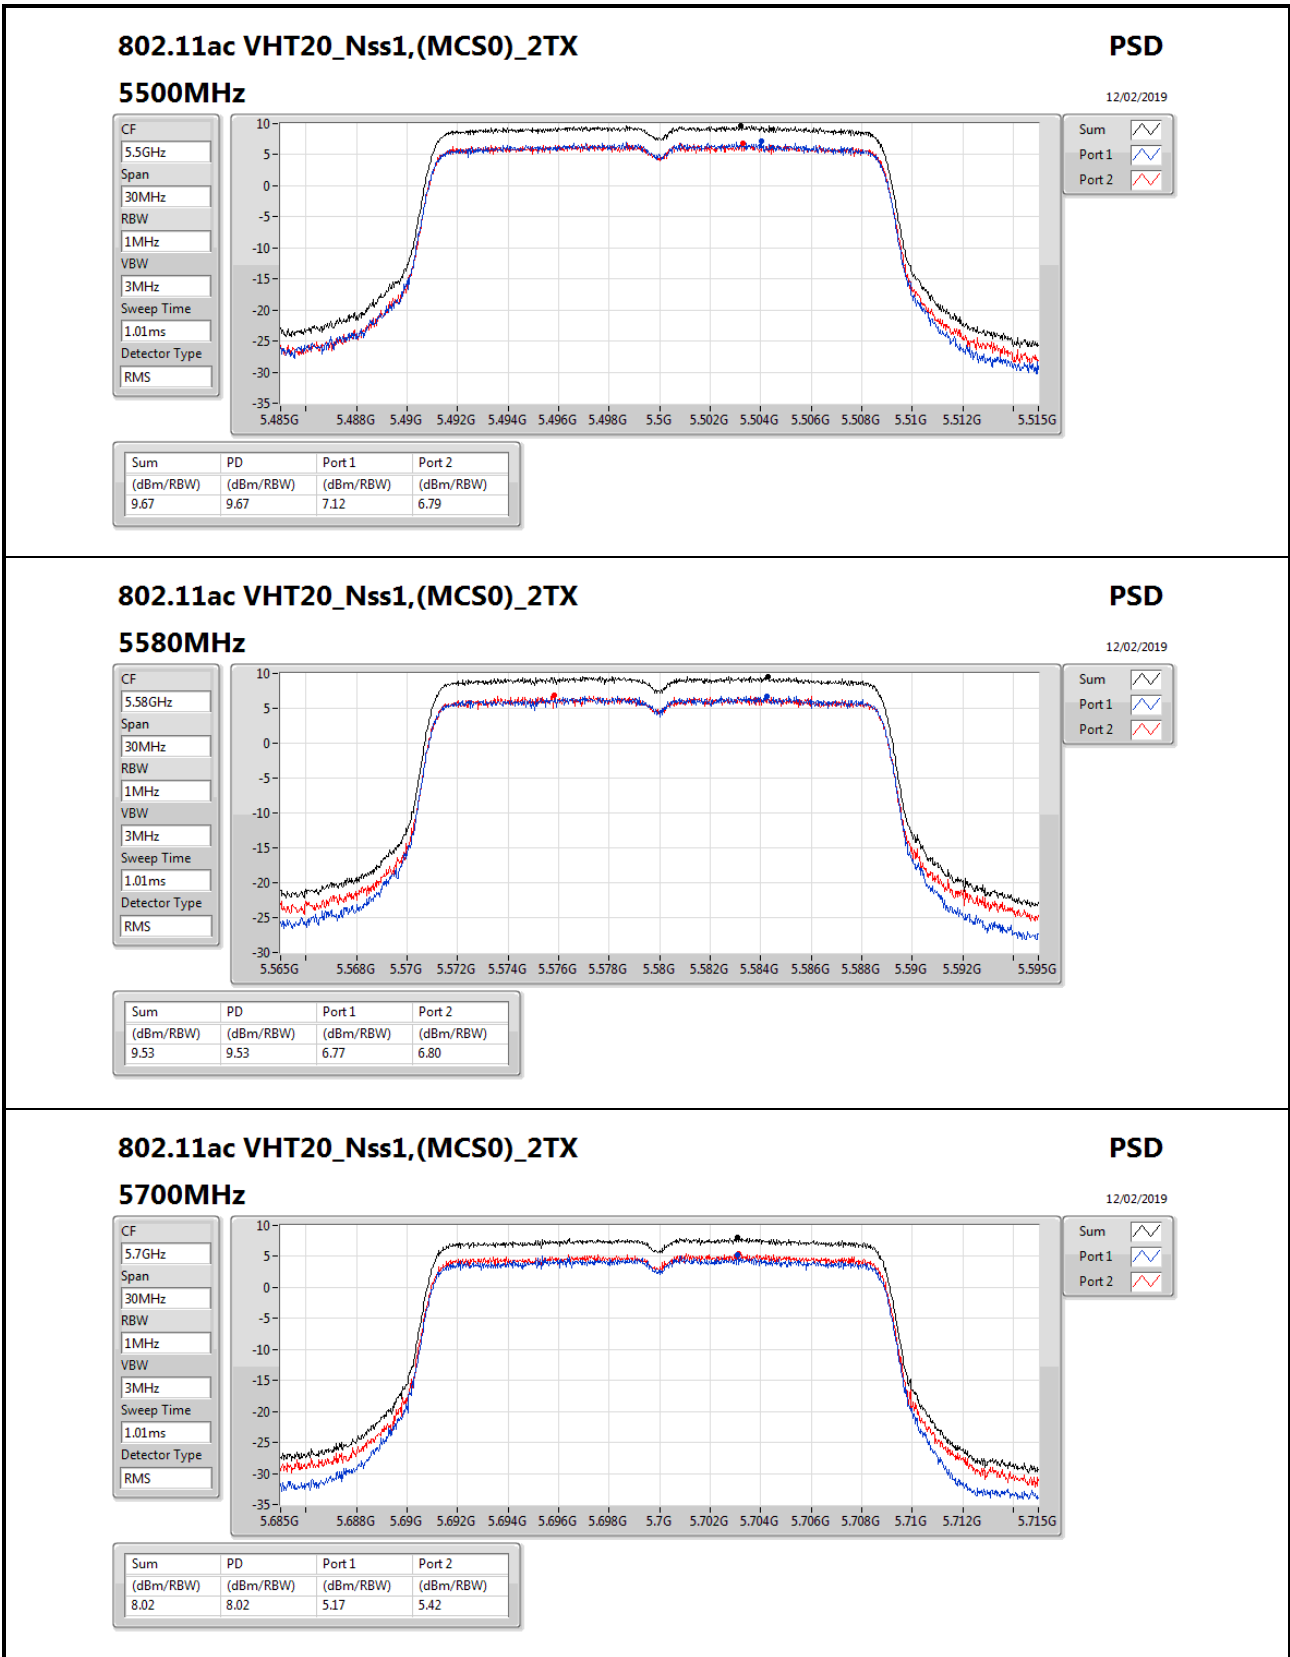 802.11ac VHT20_Nss1,(MCS0)_2TX PSD
5500MHz 12/02/2019
CF
5.5GHz
Span
30MHz
RBW
1MHz
VBW
3MHz
Sweep Time
1.01ms
Detector Type
RMS
10
5
0
-5
-10
-15
-20
-25
-30
-35
5.485G 5.488G 5.49G 5.492G 5.494G 5.496G 5.498G 5.5G 5.502G 5.504G 5.506G 5.508G 5.51G 5.512G 5.515G
Sum
Port 1
Port 2
Sum PD Port 1 Port 2
(dBm/RBW) (dBm/RBW) (dBm/RBW) (dBm/RBW)
9.67 9.67 7.12 6.79
802.11ac VHT20_Nss1,(MCS0)_2TX PSD
5580MHz 12/02/2019
CF
5.58GHz
Span
30MHz
RBW
1MHz
VBW
3MHz
Sweep Time
1.01ms
Detector Type
RMS
10
5
0
-5
-10
-15
-20
-25
-30
5.565G 5.568G 5.57G 5.572G 5.574G 5.576G 5.578G 5.58G 5.582G 5.584G 5.586G 5.588G 5.59G 5.592G 5.595G
Sum
Port 1
Port 2
Sum PD Port 1 Port 2
(dBm/RBW) (dBm/RBW) (dBm/RBW) (dBm/RBW)
9.53 9.53 6.77 6.80
802.11ac VHT20_Nss1,(MCS0)_2TX PSD
5700MHz 12/02/2019
CF
5.7GHz
Span
30MHz
RBW
1MHz
VBW
3MHz
Sweep Time
1.01ms
Detector Type
RMS
10
5
0
-5
-10
-15
-20
-25
-30
-35
5.685G 5.688G 5.69G 5.692G 5.694G 5.696G 5.698G 5.7G 5.702G 5.704G 5.706G 5.708G 5.71G 5.712G 5.715G
Sum
Port 1
Port 2
Sum PD Port 1 Port 2
(dBm/RBW) (dBm/RBW) (dBm/RBW) (dBm/RBW)
8.02 8.02 5.17 5.42